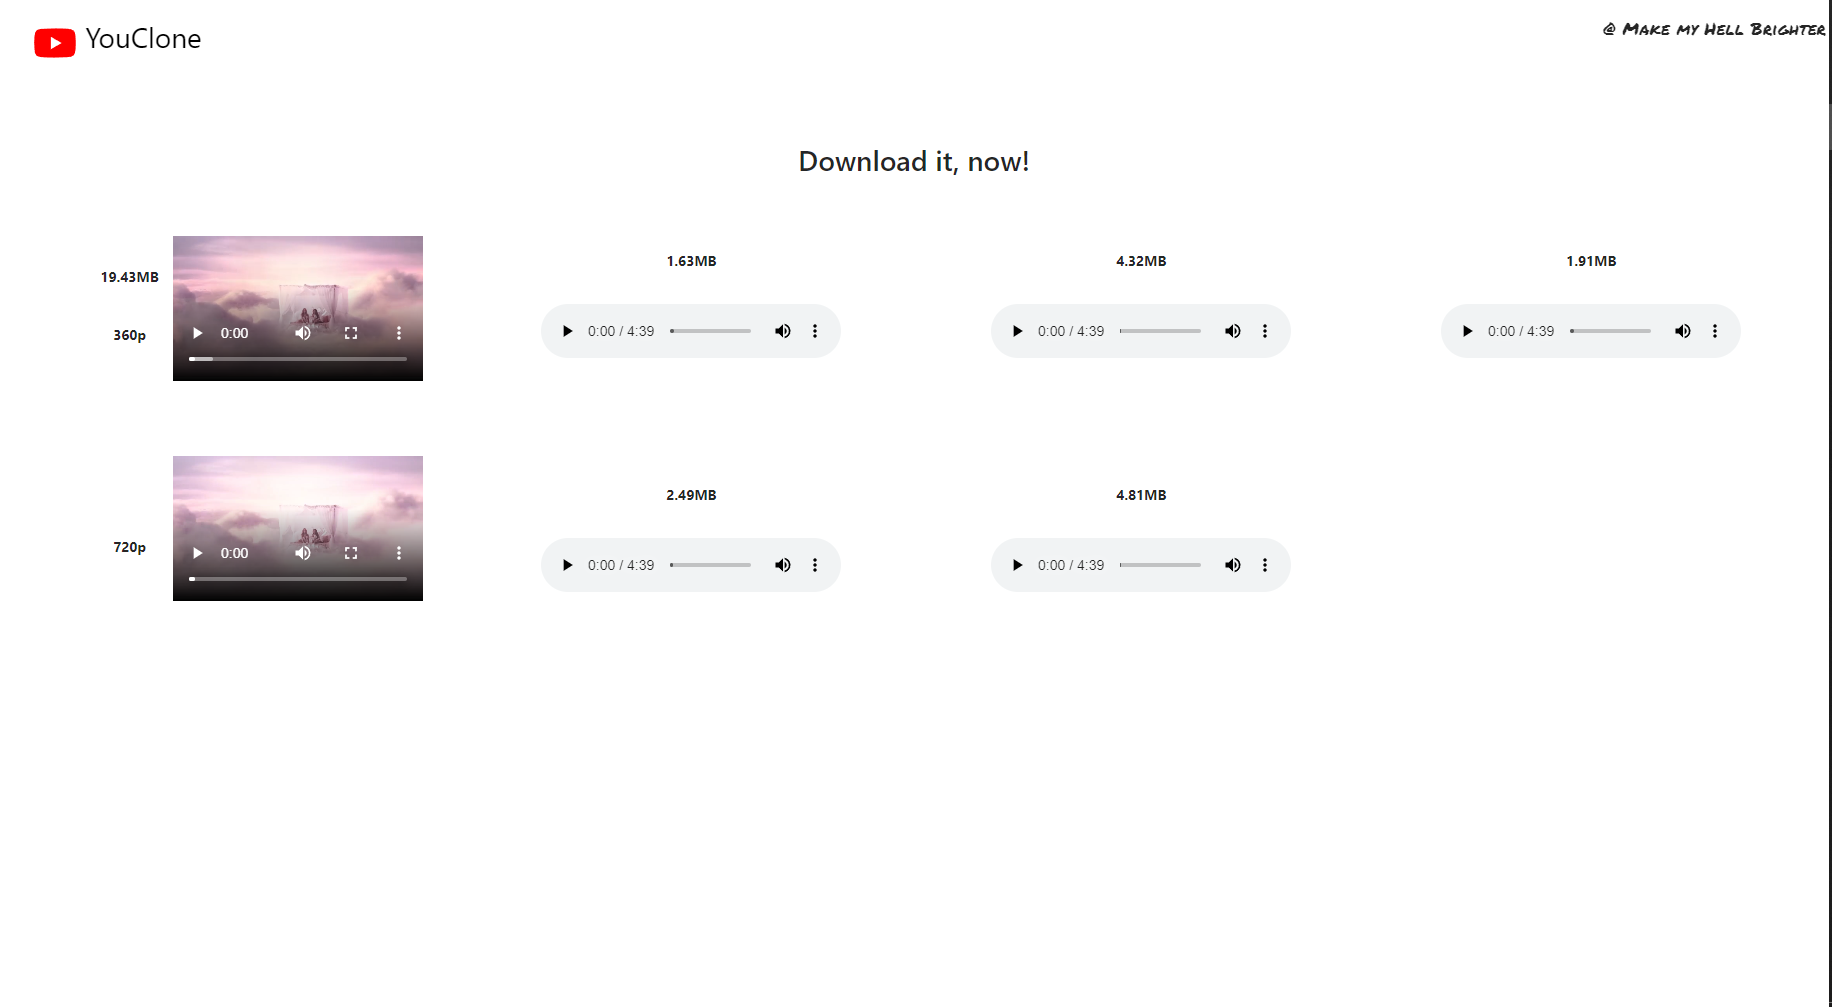 YouClone
@ Make my Hell Brighter
Download it, now!
19.43MB
360p
0:00
1.63MB
0:00 / 4:39
4.32MB
0:00 / 4:39
1.91MB
0:00 / 4:39
720p
0:00
2.49MB
0:00 / 4:39
4.81MB
0:00 / 4:39